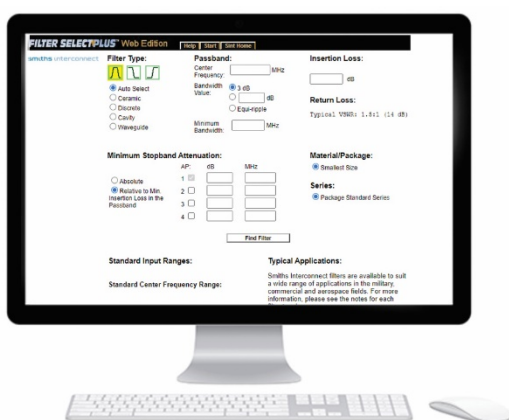 FILTER SELECTPLUS™ Web Edition
Help Start Smt Home
smiths interconnect
Filter Type:
Auto Select
Ceramic
Discrete
Cavity
Waveguide
Passband:
Center Frequency: MHz
Bandwidth Value:
3 dB
dB
Equi-ripple
Minimum Bandwidth: MHz
Insertion Loss:
dB
Return Loss:
Typical VSWR: 1.5:1 (14 dB)
Minimum Stopband Attenuation:
AP: dB MHz
Absolute
Relative to Min. Insertion Loss in the Passband
1
2
3
4
Material/Package:
Smallest Size
Series:
Package Standard Series
Find Filter
Standard Input Ranges:
Standard Center Frequency Range:
Typical Applications:
Smiths Interconnect filters are available to suit
a wide range of applications in the military,
commercial and aerospace fields. For more
information, please see the notes for each